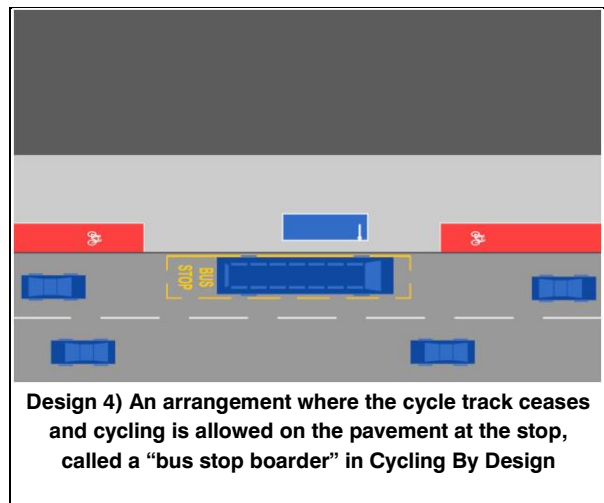 BUS
STOP
Design 4) An arrangement where the cycle track ceases
and cycling is allowed on the pavement at the stop,
called a “bus stop boarder” in Cycling By Design